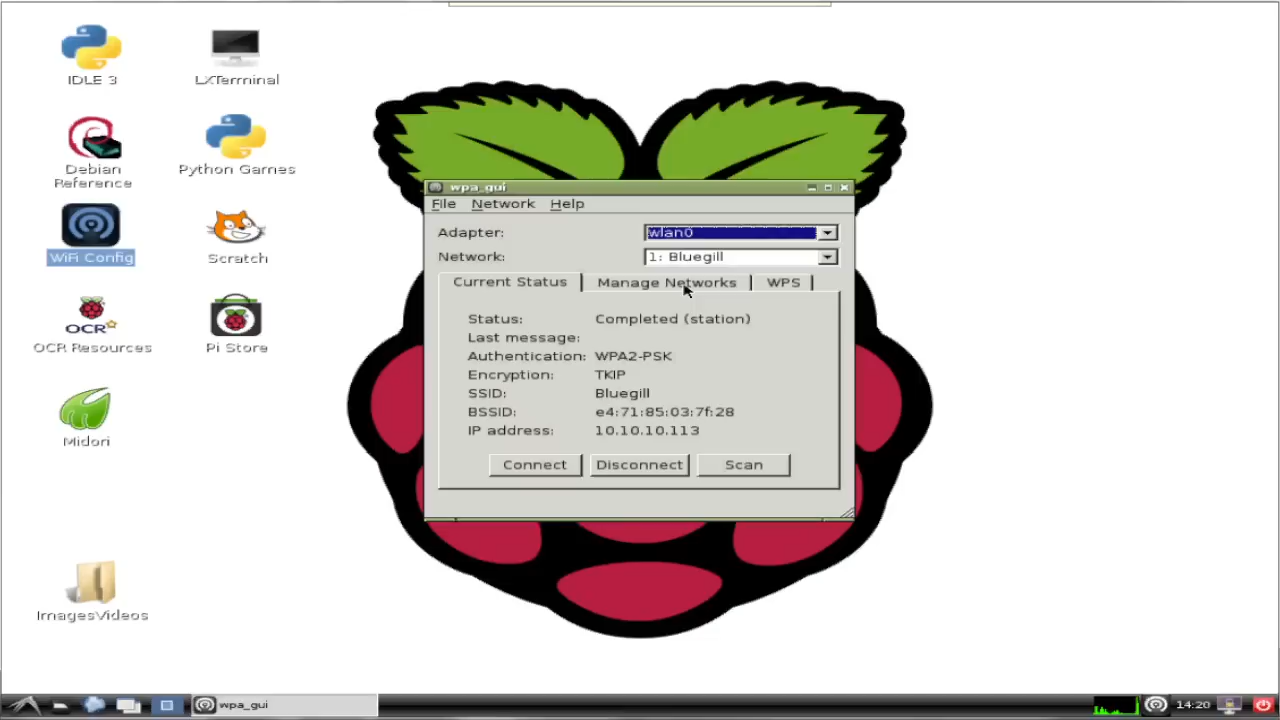 IDLE 3
LXTerminal
Debian
Reference
Python Games
WiFi Config
Scratch
OCR
OCR Resources
Pi Store
Midori
ImagesVideos
wpa_gui
File Network Help
Adapter: wlan0
Network: 1: Bluegill
Current Status Manage Networks WPS
Status: Completed (station)
Last message:
Authentication: WPA2-PSK
Encryption: TKIP
SSID: Bluegill
BSSID: e4:71:85:03:7f:28
IP address: 10.10.10.113
Connect Disconnect Scan
wpa_gui
14:20